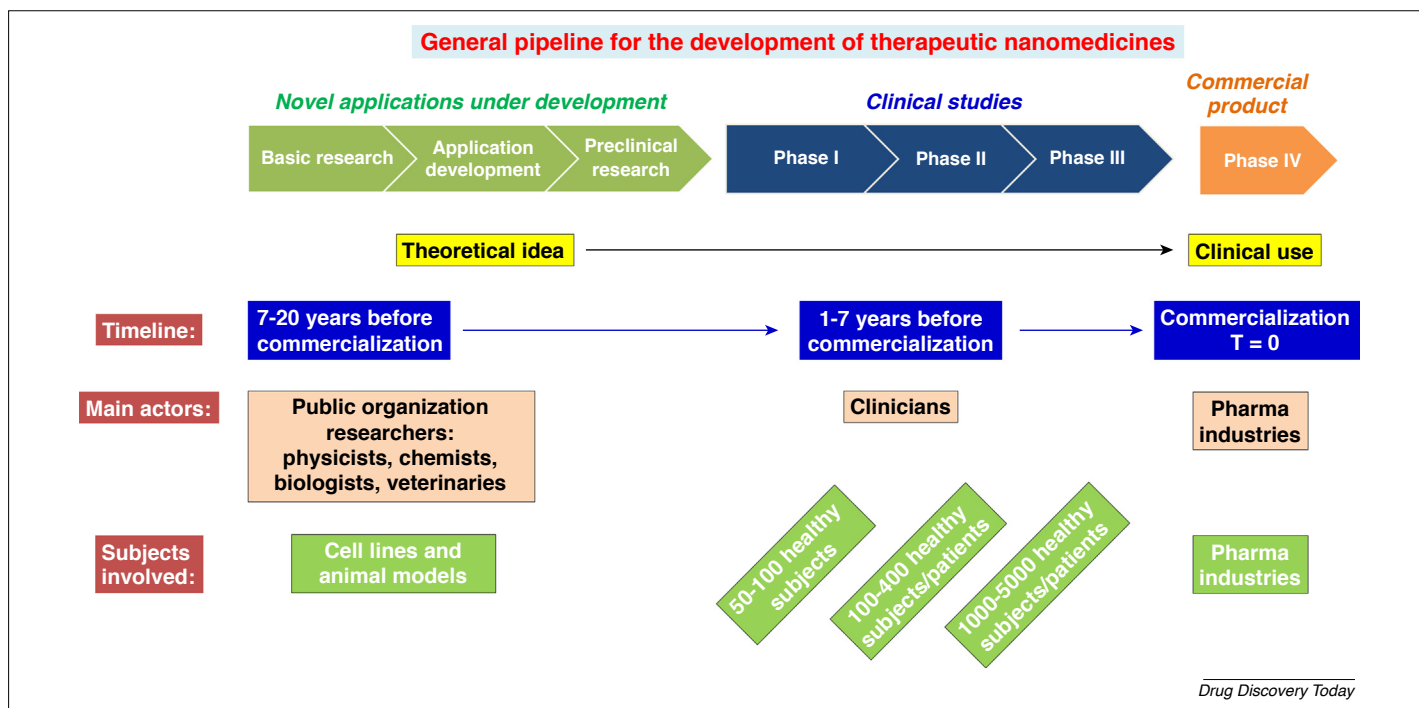 General pipeline for the development of therapeutic nanomedicines
Novel applications under development
Clinical studies
Commercial
product
Basic research
Application
development
Preclinical
research
Phase I
Phase II
Phase III
Phase IV
Theoretical idea
Clinical use
Timeline:
7-20 years before
commercialization
1-7 years before
commercialization
Commercialization
T = 0
Main actors:
Public organization
researchers:
physicists, chemists,
biologists, veterinaries
Clinicians
Pharma
industries
Subjects
involved:
Cell lines and
animal models
50-100 healthy
subjects
100-400 healthy
subjects/patients
1000-5000 healthy
subjects/patients
Pharma
industries
Drug Discovery Today